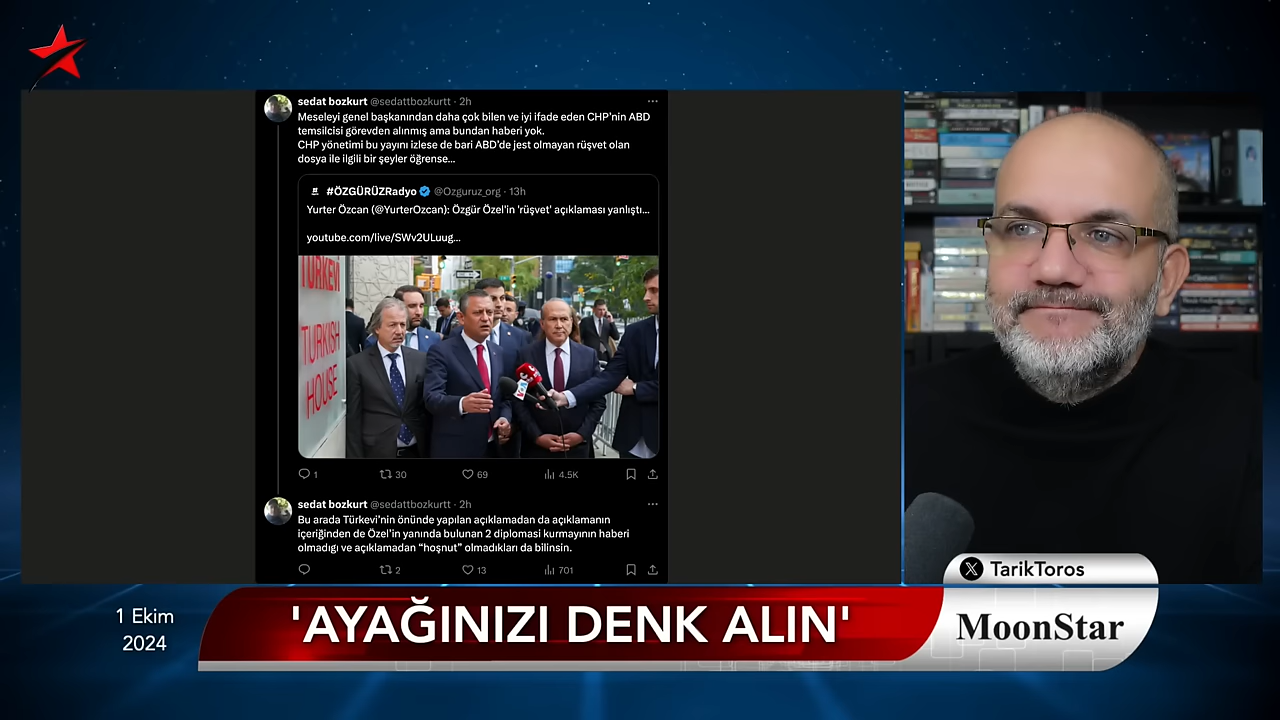 sedat bozkurt @sedattbozkurtt · 2h
Meseleyi genel başkanından daha çok bilen ve iyi ifade eden CHP'nin ABD
temsilcisi görevden alınmış ama bundan haberi yok.
CHP yönetimi bu yayını izlese de bari ABD'de jest olmayan rüşvet olan
dosya ile ilgili bir şeyler öğrense...
#ÖZGÜRÜZRadyo @Ozguruz_org · 13h
Yurter Özcan (@YurterOzcan): Özgür Özel'in 'rüşvet' açıklaması yanlıştı...
youtube.com/live/SWv2ULuug...
TÜRKEVİ
TURKISH
HOUSE
1 30 69 4.5K
sedat bozkurt @sedattbozkurtt · 2h
Bu arada Türkevi'nin önünde yapılan açıklamadan da açıklamanın
içeriğinden de Özel'in yanında bulunan 2 diplomasi kurmayının haberi
olmadığı ve açıklamadan “hoşnut” olmadıkları da bilinsin.
2 13 701
X TarikToros
1 Ekim
2024
'AYAĞINIZI DENK ALIN'
MoonStar